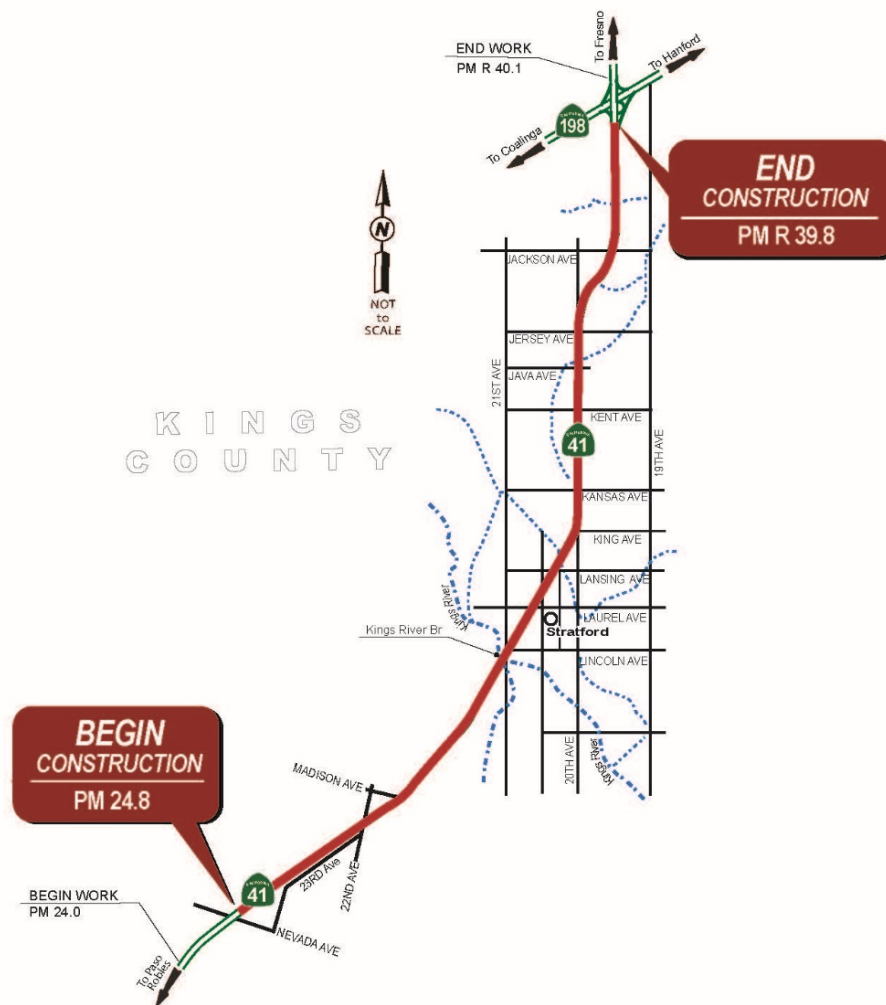 END WORK
PM R 40.1
To Fresno
To Hanford
198
To Coalinga
END
CONSTRUCTION
PM R 39.8
N
NOT
to
SCALE
JACKSON AVE
JERSEY AVE
21ST AVE
JAVA AVE
KENT AVE
KINGS
COUNTY
41
19TH AVE
KANSAS AVE
KING AVE
LANSING AVE
Kings River
LAUREL AVE
Stratford
Kings River Br
LINCOLN AVE
BEGIN
CONSTRUCTION
PM 24.8
20TH AVE
Kings River
MADISON AVE
23RD Ave
22ND AVE
41
BEGIN WORK
PM 24.0
NEVADA AVE
To Paso
Robles